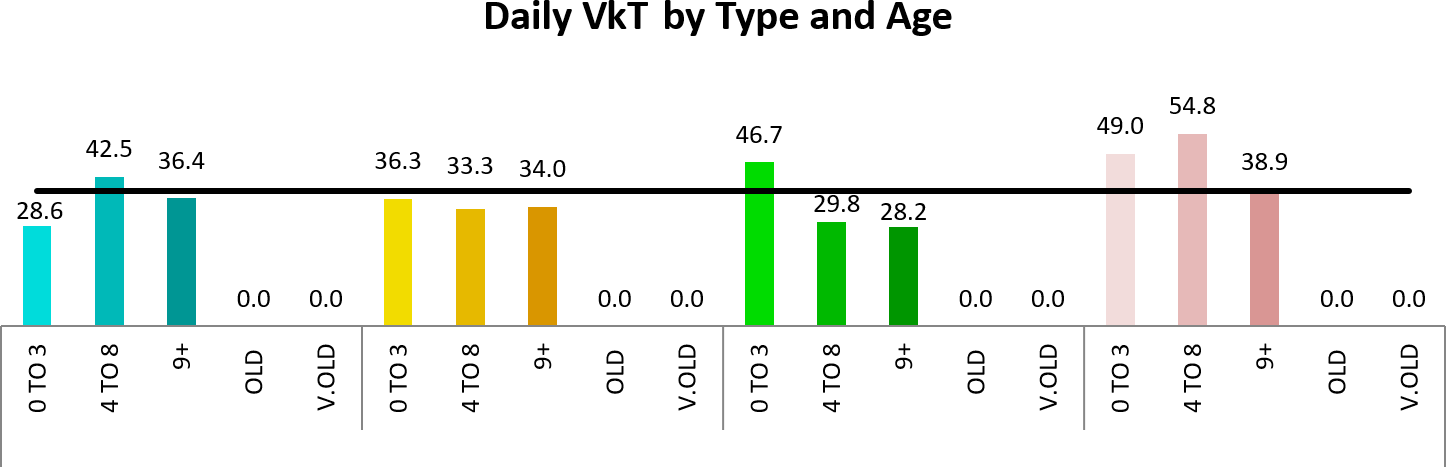 Daily VkT by Type and Age
28.6 42.5 36.4 0.0 0.0 36.3 33.3 34.0 0.0 0.0 46.7 29.8 28.2 0.0 0.0 49.0 54.8 38.9 0.0 0.0
0 TO 3 4 TO 8 9+ OLD V.OLD 0 TO 3 4 TO 8 9+ OLD V.OLD 0 TO 3 4 TO 8 9+ OLD V.OLD 0 TO 3 4 TO 8 9+ OLD V.OLD